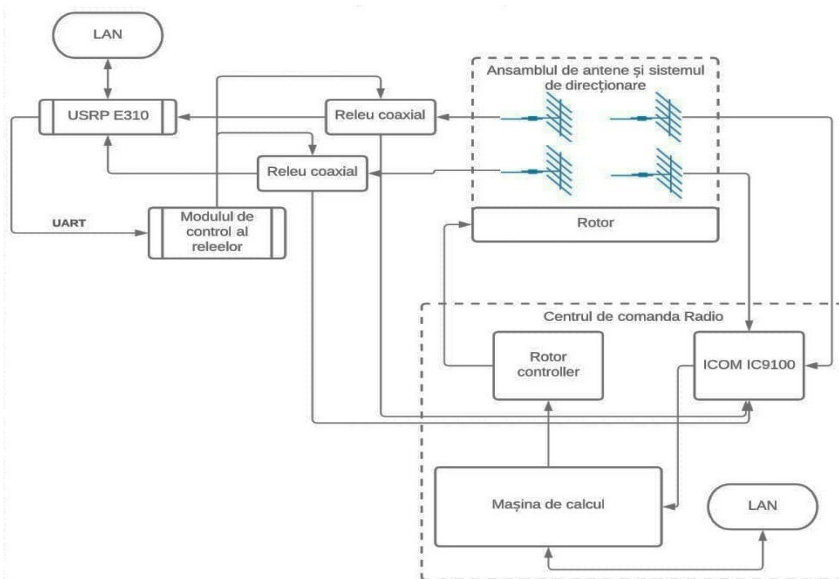 LAN
Ansamblul de antene și sistemul
de direcționare
USRP E310
Releu coaxial
Releu coaxial
UART
Modulul de
control al
releelor
Rotor
Centrul de comanda Radio
Rotor
controller
ICOM IC9100
Mașina de calcul
LAN